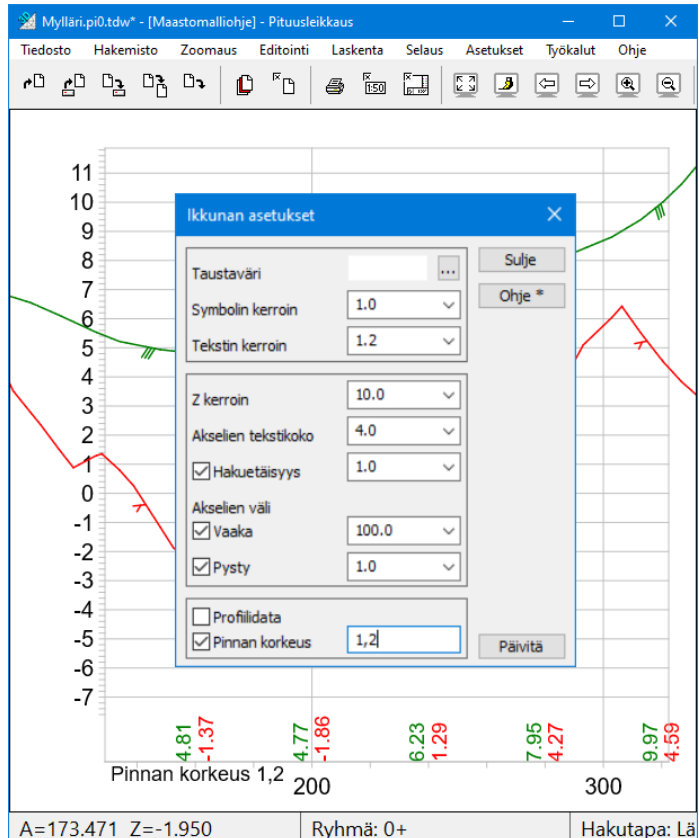 Mylläri.pi0.tdw* - [Maastomalliohje] - Pituusleikkaus
Tiedosto Hakemisto Zoomaus Editointi Laskenta Selaus Asetukset Työkalut Ohje
1:50
11
10
9
8
7
6
5
4
3
2
1
0
-1
-2
-3
-4
-5
-6
-7
Ikkunan asetukset
Taustaväri ...
Symbolin kerroin 1.0
Tekstin kerroin 1.2
Sulje
Ohje *
Z kerroin 10.0
Akselien tekstikoko 4.0
Hakuetäisyys 1.0
Akselien väli
Vaaka 100.0
Pysty 1.0
Profiilidata
Pinnan korkeus 1,2
Päivitä
4.81 4.77 6.23 7.95 9.97
-1.37 -1.86 1.29 4.27 4.59
Pinnan korkeus 1,2
200 300
A=173.471 Z=-1.950 Ryhmä: 0+ Hakutapa: Lä